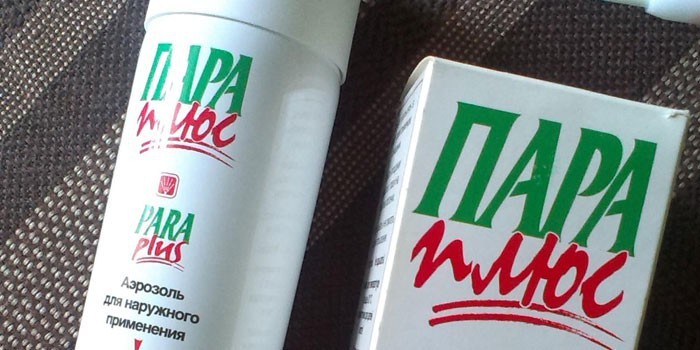 ПАРА
плюс
PARA
plus
Аэрозоль
для наружного
применения
ПАРА
плюс